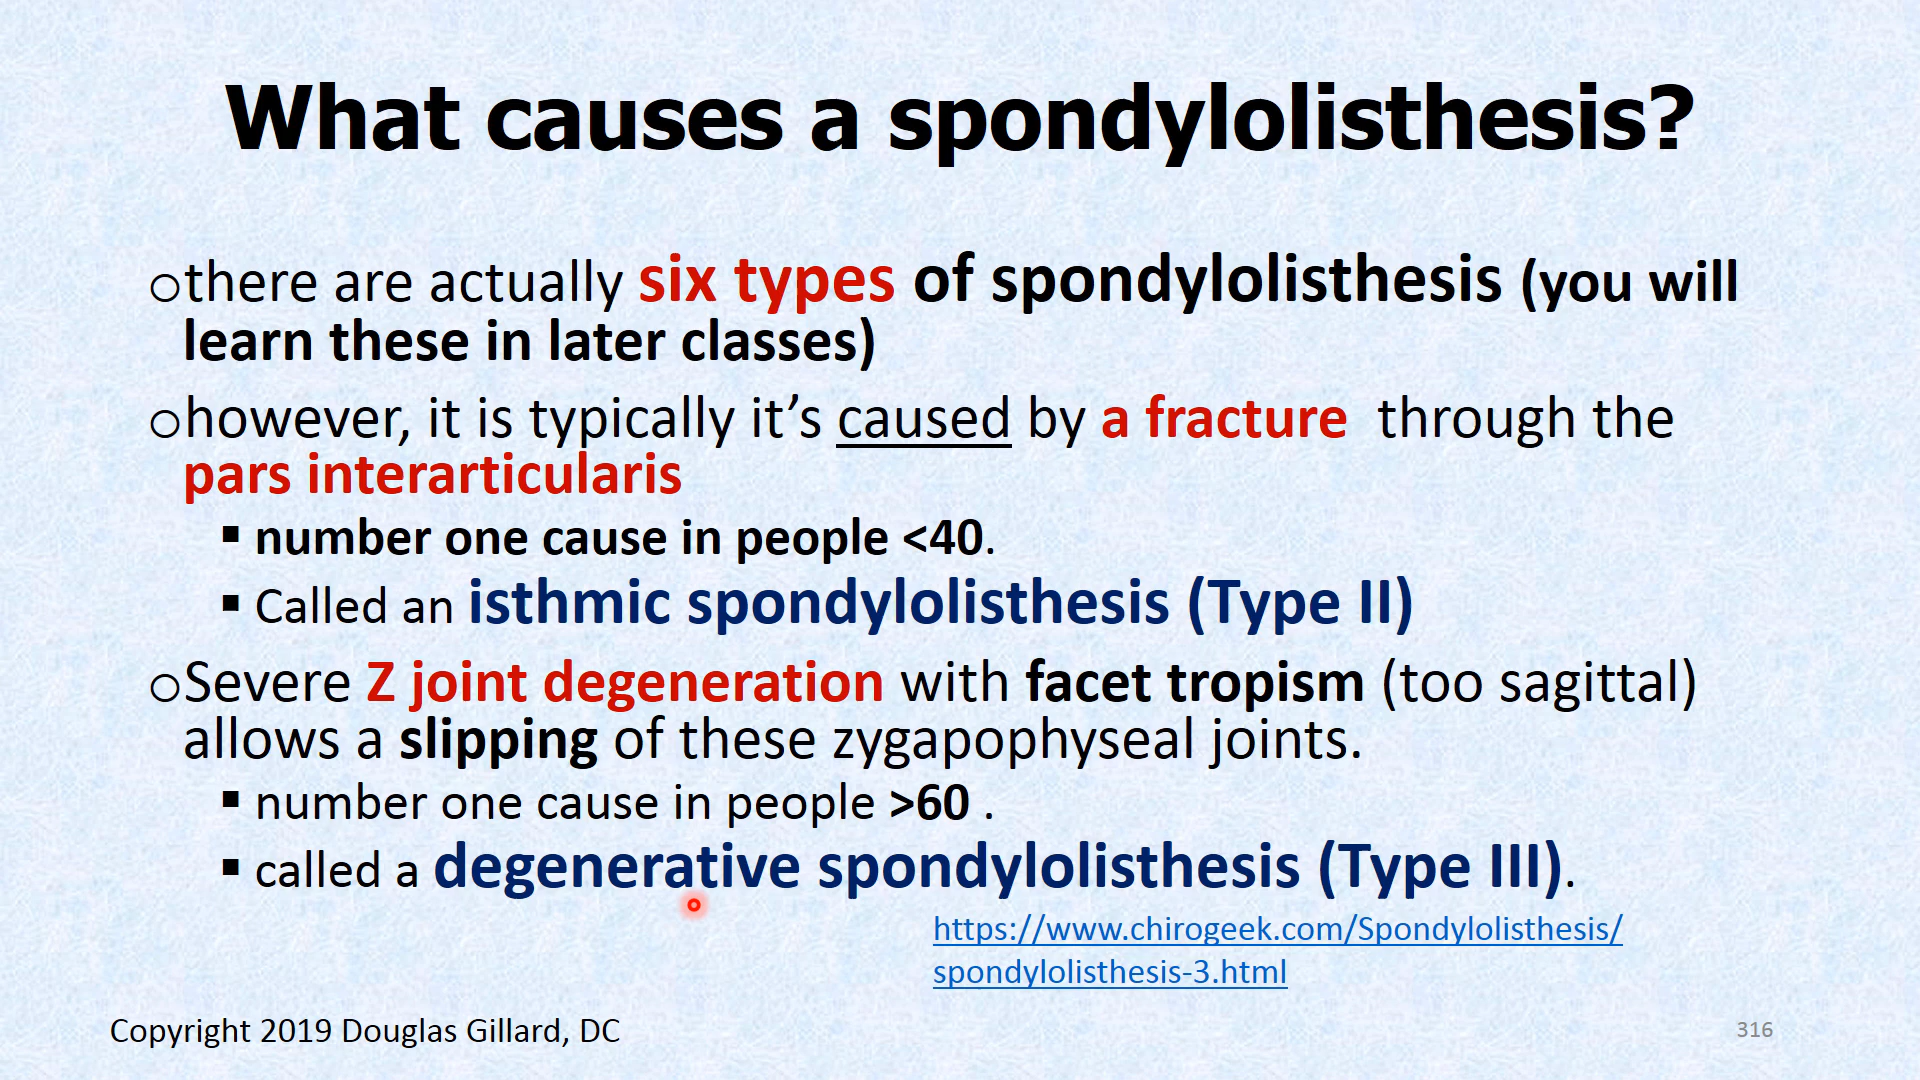 What causes a spondylolisthesis?
○there are actually six types of spondylolisthesis (you will
learn these in later classes)
○however, it is typically it’s caused by a fracture through the
pars interarticularis
▪ number one cause in people <40.
▪ Called an isthmic spondylolisthesis (Type II)
○Severe Z joint degeneration with facet tropism (too sagittal)
allows a slipping of these zygapophyseal joints.
▪ number one cause in people >60 .
▪ called a degenerative spondylolisthesis (Type III).
https://www.chirogeek.com/Spondylolisthesis/
spondylolisthesis-3.html
Copyright 2019 Douglas Gillard, DC
316